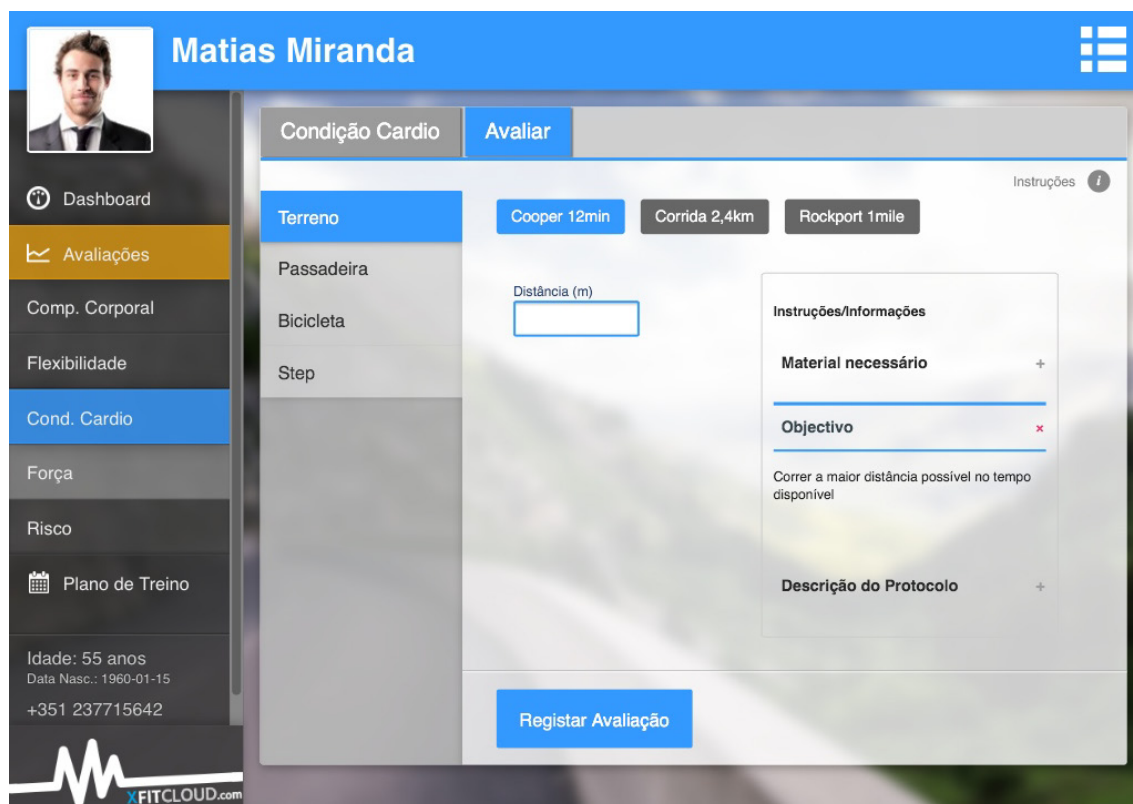 Matias Miranda
Dashboard
Avaliações
Comp. Corporal
Flexibilidade
Cond. Cardio
Força
Risco
Plano de Treino
Idade: 55 anos
Data Nasc.: 1960-01-15
+351 237715642
XFITCLOUD.com
Condição Cardio
Avaliar
Instruções
i
Terreno
Passadeira
Bicicleta
Step
Cooper 12min
Corrida 2,4km
Rockport 1mile
Distância (m)
Instruções/Informações
Material necessário +
Objectivo ×
Correr a maior distância possível no tempo
disponível
Descrição do Protocolo +
Registar Avaliação